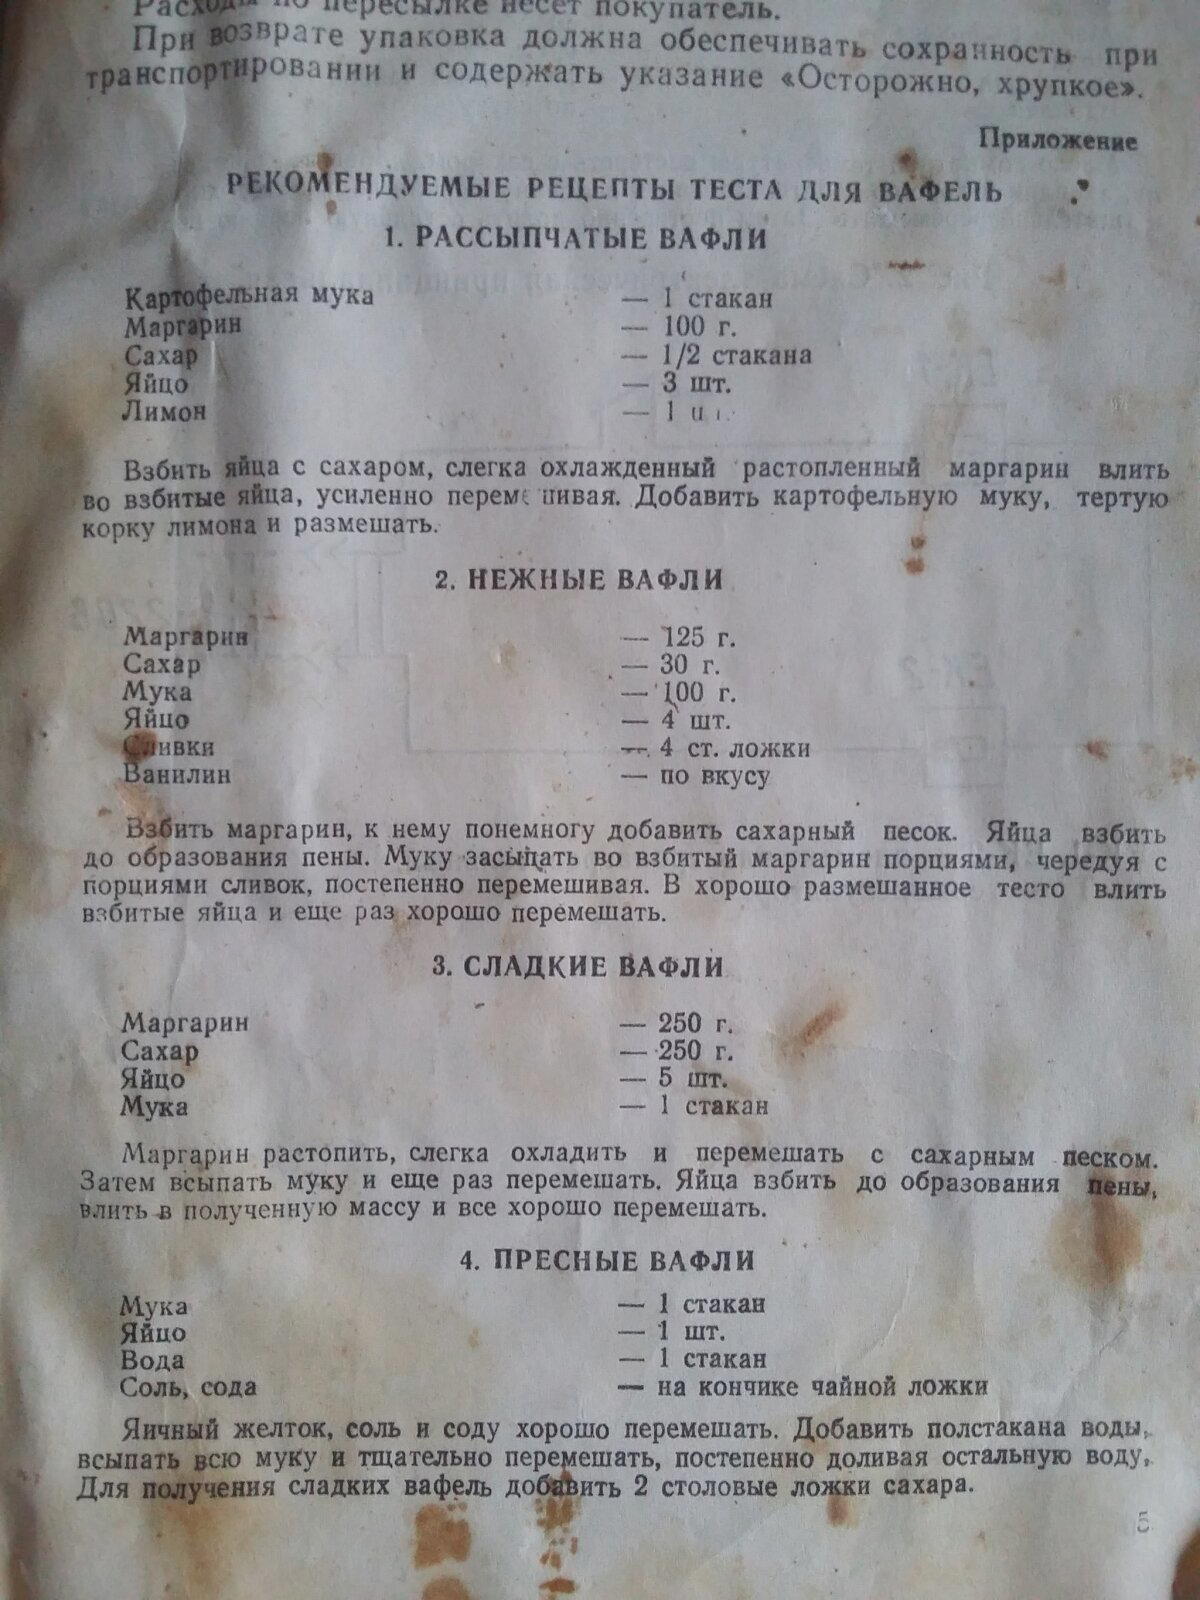 Расходы по пересылке несет покупатель.
При возврате упаковка должна обеспечивать сохранность при
транспортировании и содержать указание «Осторожно, хрупкое».
Приложение
РЕКОМЕНДУЕМЫЕ РЕЦЕПТЫ ТЕСТА ДЛЯ ВАФЕЛЬ
1. РАССЫПЧАТЫЕ ВАФЛИ
Картофельная мука — 1 стакан
Маргарин — 100 г.
Сахар — 1/2 стакана
Яйцо — 3 шт.
Лимон — 1
Взбить яйца с сахаром, слегка охлажденный растопленный маргарин влить
во взбитые яйца, усиленно перемешивая. Добавить картофельную муку, тертую
корку лимона и размешать.
2. НЕЖНЫЕ ВАФЛИ
Маргарин — 125 г.
Сахар — 30 г.
Мука — 100 г.
Яйцо — 4 шт.
Сливки — 4 ст. ложки
Ванилин — по вкусу
Взбить маргарин, к нему понемногу добавить сахарный песок. Яйца взбить
до образования пены. Муку засыпать во взбитый маргарин порциями, чередуя с
порциями сливок, постепенно перемешивая. В хорошо размешанное тесто влить
взбитые яйца и еще раз хорошо перемешать.
3. СЛАДКИЕ ВАФЛИ
Маргарин — 250 г.
Сахар — 250 г.
Яйцо — 5 шт.
Мука — 1 стакан
Маргарин растопить, слегка охладить и перемешать с сахарным песком.
Затем всыпать муку и еще раз перемешать. Яйца взбить до образования пены,
влить в полученную массу и все хорошо перемешать.
4. ПРЕСНЫЕ ВАФЛИ
Мука — 1 стакан
Яйцо — 1 шт.
Вода — 1 стакан
Соль, сода — на кончике чайной ложки
Яичный желток, соль и соду хорошо перемешать. Добавить полстакана воды,
всыпать всю муку и тщательно перемешать, постепенно доливая остальную воду,
Для получения сладких вафель добавить 2 столовые ложки сахара.
5